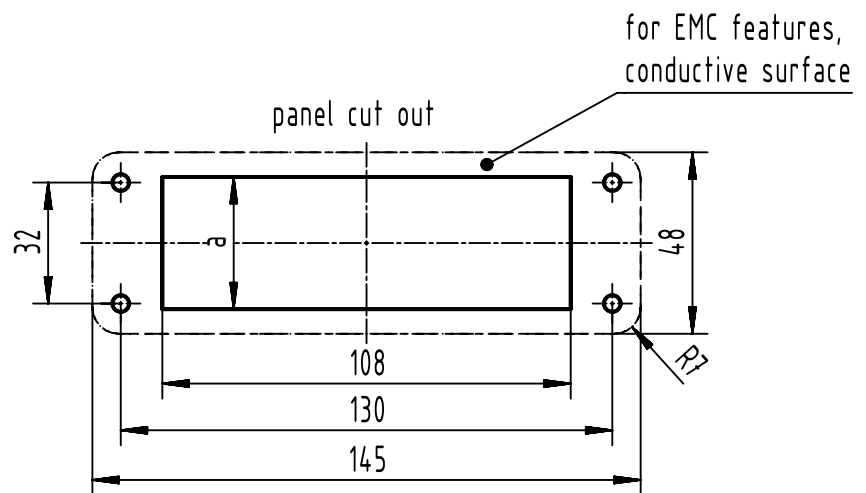 for EMC features,
conductive surface
panel cut out
32
a
48
R7
108
130
145